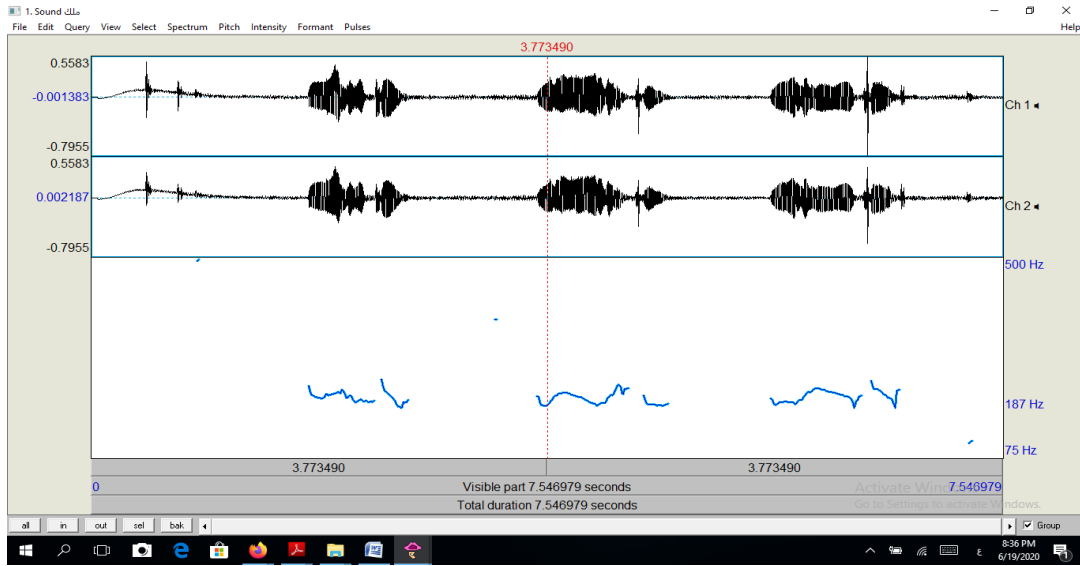 1. Sound ملك
File Edit Query View Select Spectrum Pitch Intensity Formant Pulses Help
3.773490
0.5583
-0.001383
Ch 1
-0.7955
0.5583
0.002187
Ch 2
-0.7955
500 Hz
187 Hz
75 Hz
3.773490 3.773490
0 Visible part 7.546979 seconds 7.546979
Activate Windows
Total duration 7.546979 seconds
Go to Settings to activate Windows.
all in out sel bak Group
8:36 PM
ع
6/19/2020
1